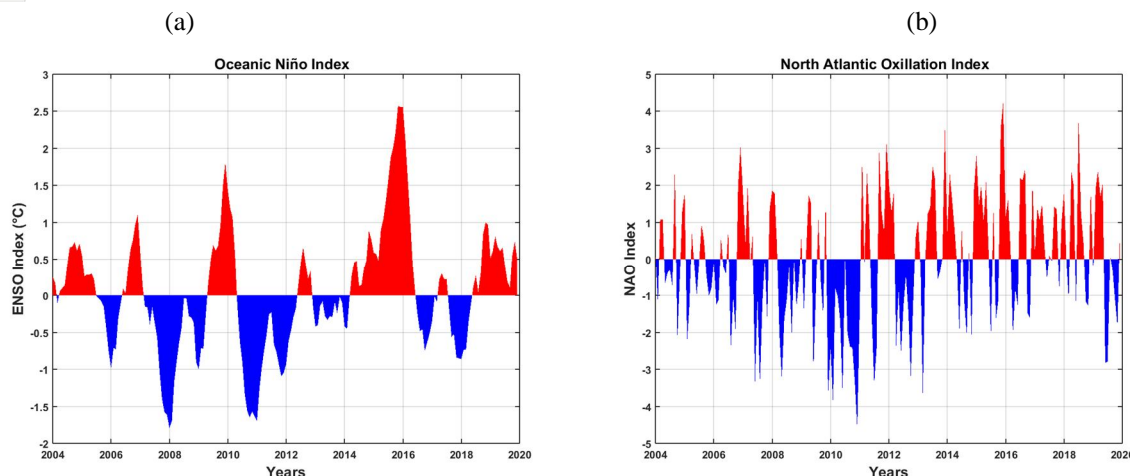 (a)
(b)
Oceanic Niño Index
North Atlantic Oxillation Index
3
2.5
2
1.5
1
0.5
0
-0.5
-1
-1.5
-2
ENSO Index (°C)
2004 2006 2008 2010 2012 2014 2016 2018 2020
Years
5
4
3
2
1
0
-1
-2
-3
-4
-5
NAO Index
2004 2006 2008 2010 2012 2014 2016 2018 2020
Years